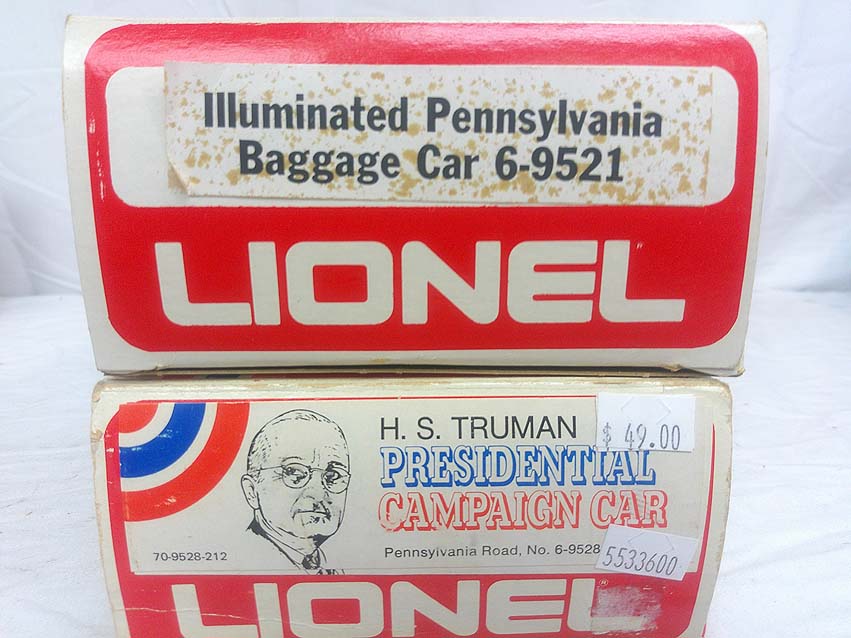 Illuminated Pennsylvania
Baggage Car 6-9521
LIONEL
H. S. TRUMAN
$ 49.00
PRESIDENTIAL
CAMPAIGN CAR
70-9528-212
Pennsylvania Road, No. 6-9528
5533600
LIONEL®